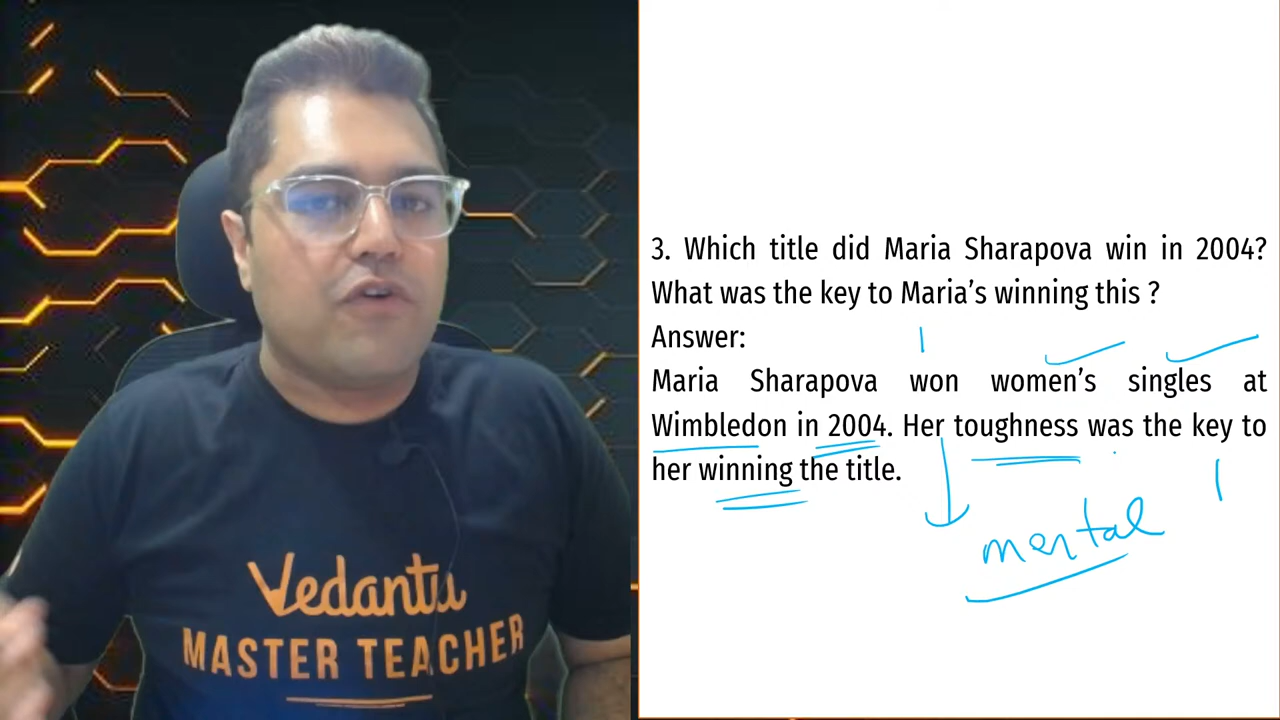 Vedantu
MASTER TEACHER
3. Which title did Maria Sharapova win in 2004?
What was the key to Maria’s winning this ?
Answer:
Maria Sharapova won women’s singles at
Wimbledon in 2004. Her toughness was the key to
her winning the title.
mental